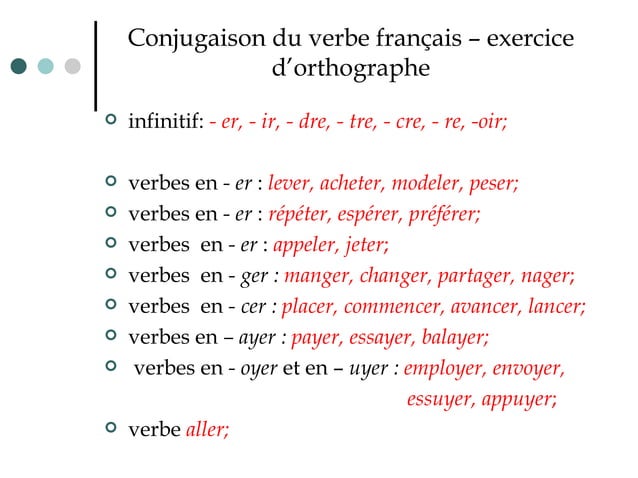 Conjugaison du verbe français – exercice
d’orthographe
infinitif: - er, - ir, - dre, - tre, - cre, - re, -oir;
verbes en - er : lever, acheter, modeler, peser;
verbes en - er : répéter, espérer, préférer;
verbes en - er : appeler, jeter;
verbes en - ger : manger, changer, partager, nager;
verbes en - cer : placer, commencer, avancer, lancer;
verbes en – ayer : payer, essayer, balayer;
verbes en - oyer et en – uyer : employer, envoyer,
essuyer, appuyer;
verbe aller;